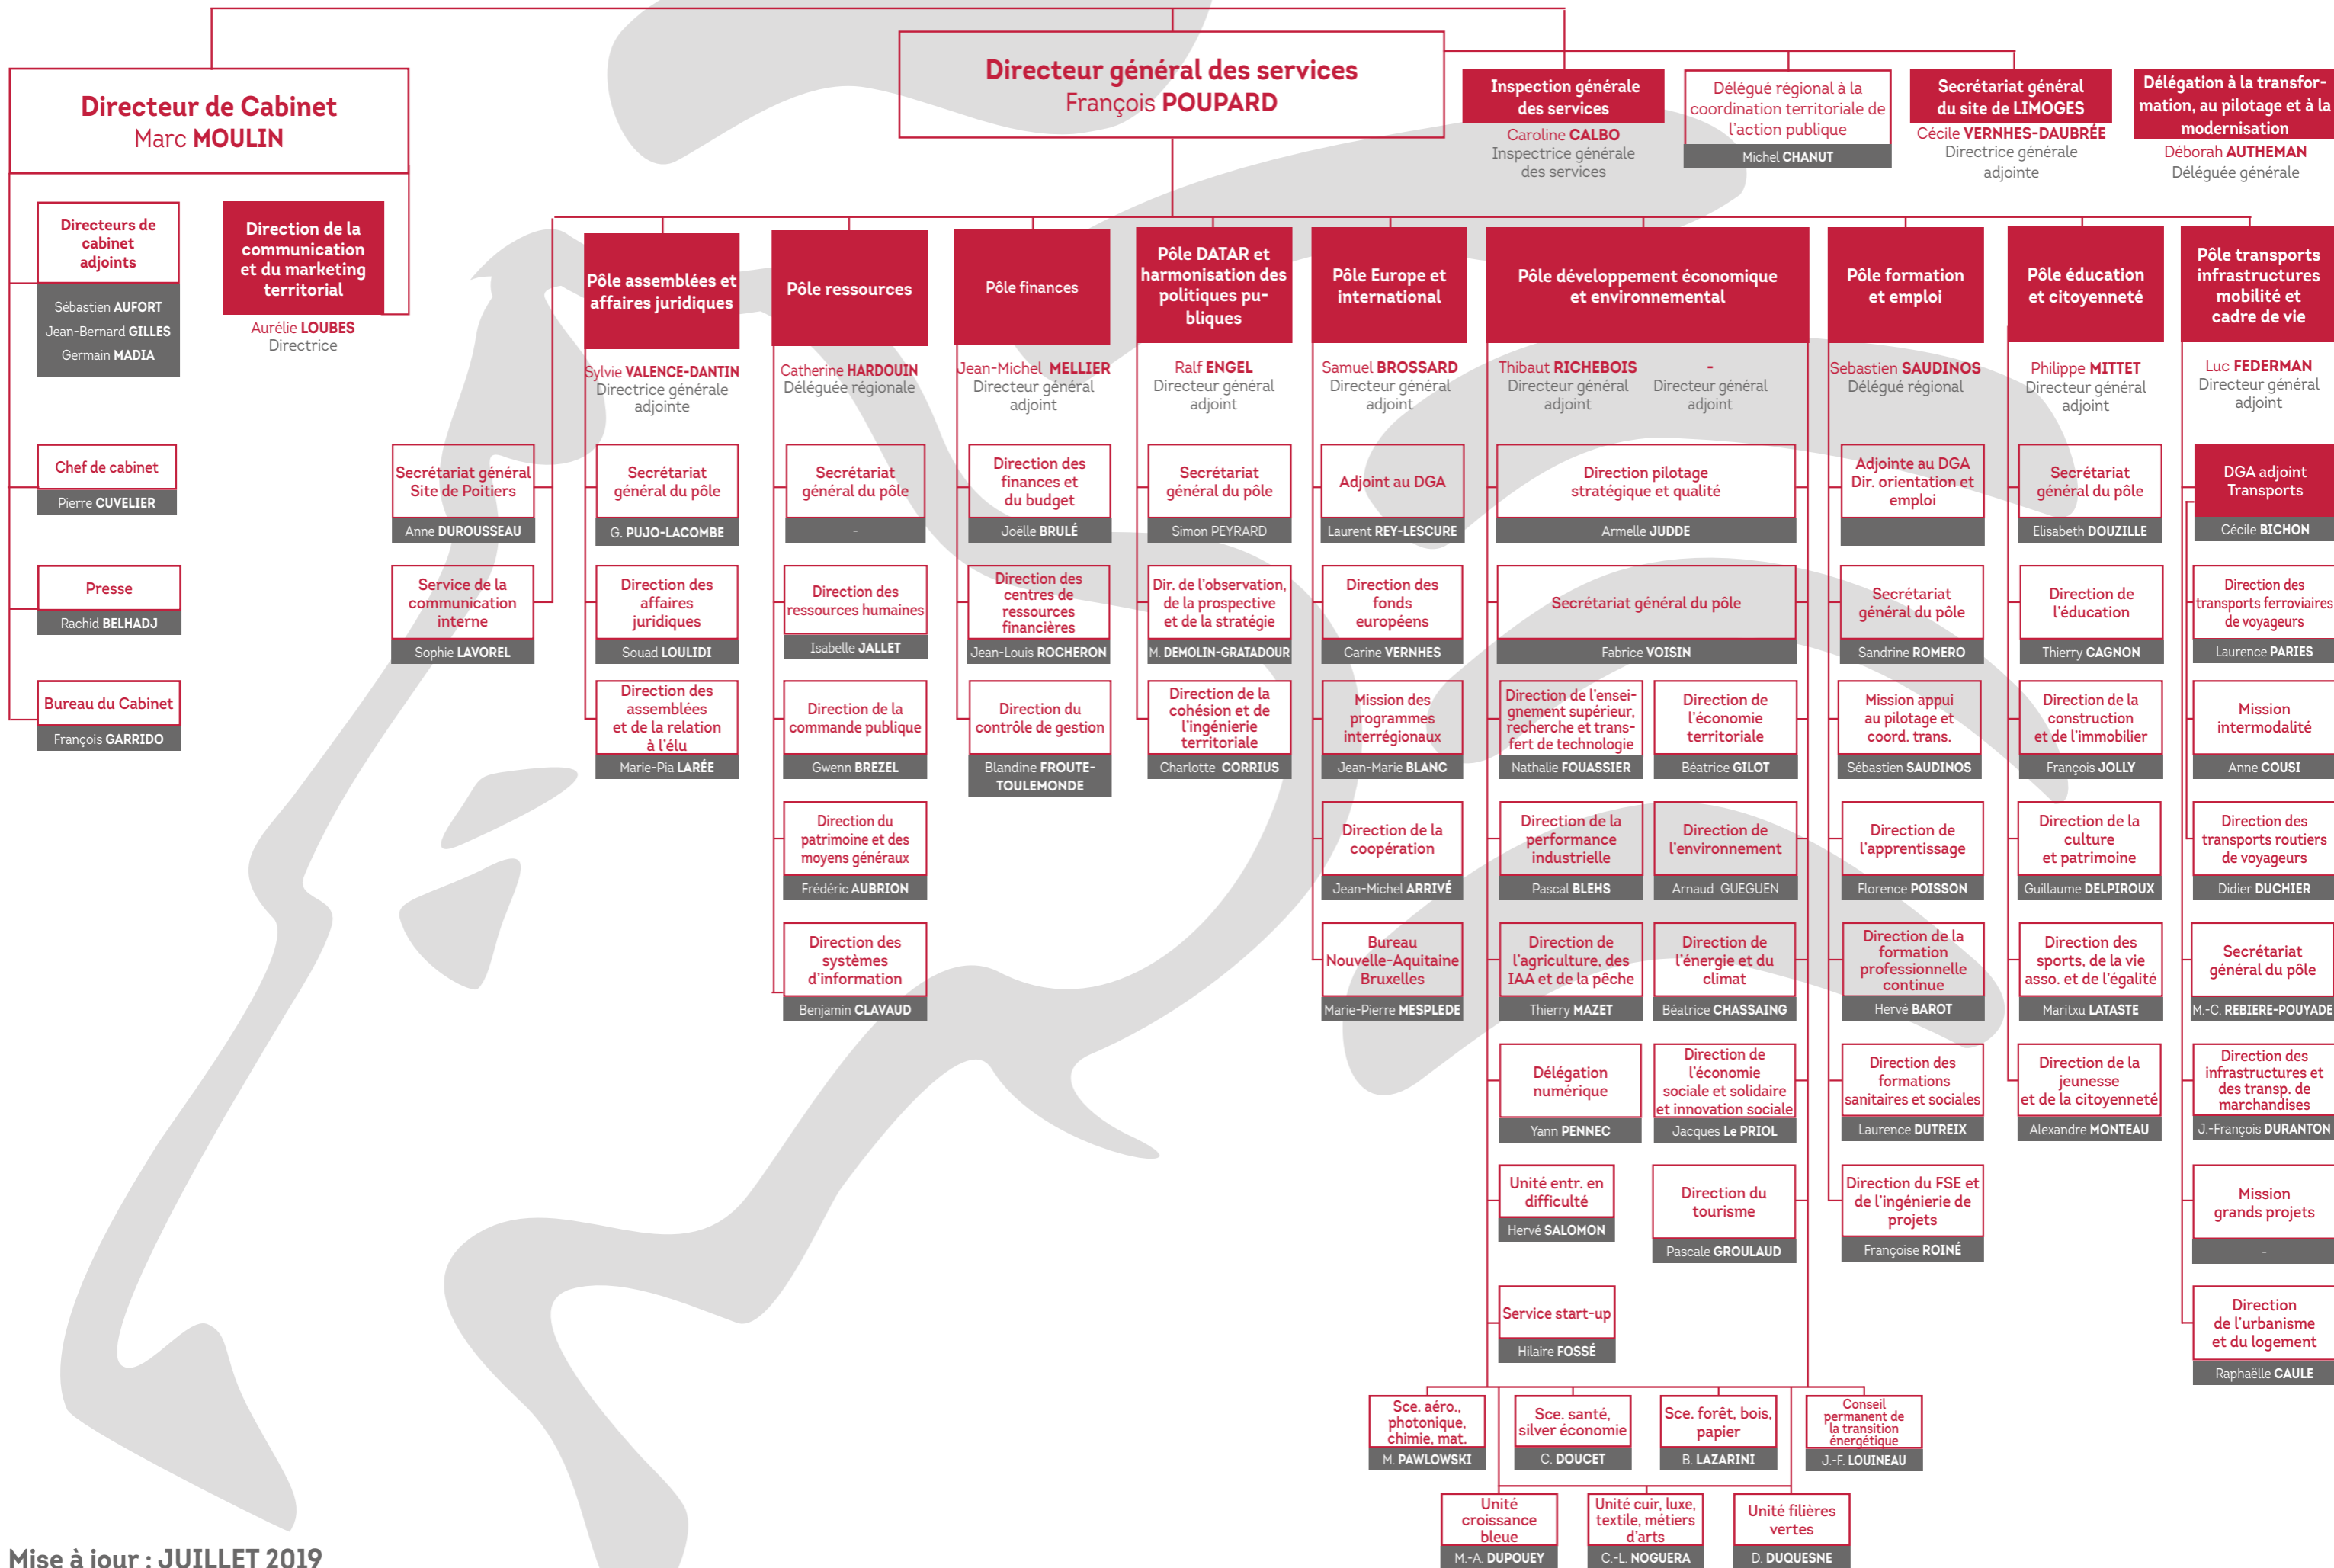 Directeur général des services
François POUPARD
Directeur de Cabinet
Marc MOULIN
Inspection générale
des services
Caroline CALBO
Inspectrice générale
des services
Délégué régional à la
coordination territoriale de
l'action publique
Michel CHANUT
Secrétariat général
du site de LIMOGES
Cécile VERNHES-DAUBRÉE
Directrice générale
adjointe
Délégation à la transfor-
mation, au pilotage et à la
modernisation
Déborah AUTHEMAN
Déléguée générale
Directeurs de
cabinet
adjoints
Sébastien AUFORT
Jean-Bernard GILLES
Germain MADIA
Direction de la
communication
et du marketing
territorial
Aurélie LOUBES
Directrice
Chef de cabinet
Pierre CUVELIER
Presse
Rachid BELHADJ
Bureau du Cabinet
François GARRIDO
Secrétariat général
Site de Poitiers
Anne DUROUSSEAU
Service de la
communication
interne
Sophie LAVOREL
Pôle assemblées et
affaires juridiques
Sylvie VALENCE-DANTIN
Directrice générale
adjointe
Secrétariat
général du pôle
G. PUJO-LACOMBE
Direction des
affaires
juridiques
Souad LOULIDI
Direction des
assemblées
et de la relation
à l'élu
Marie-Pia LARÉE
Pôle ressources
Catherine HARDOUIN
Déléguée régionale
Secrétariat
général du pôle
-
Direction des
ressources humaines
Isabelle JALLET
Direction de la
commande publique
Gwenn BREZEL
Direction du
patrimoine et des
moyens généraux
Frédéric AUBRION
Direction des
systèmes
d'information
Benjamin CLAVAUD
Pôle finances
Jean-Michel MELLIER
Directeur général
adjoint
Direction des
finances et
du budget
Joëlle BRULÉ
Direction des
centres de
ressources
financières
Jean-Louis ROCHERON
Direction du
contrôle de gestion
Blandine FROUTE-
TOULEMONDE
Pôle DATAR et
harmonisation des
politiques pu-
bliques
Ralf ENGEL
Directeur général
adjoint
Secrétariat
général du pôle
Simon PEYRARD
Dir. de l'observation,
de la prospective
et de la stratégie
M. DEMOLIN-GRATADOUR
Direction de la
cohésion et de
l'ingénierie
territoriale
Charlotte CORRIUS
Pôle Europe et
international
Samuel BROSSARD
Directeur général
adjoint
Adjoint au DGA
Laurent REY-LESCURE
Direction des
fonds
européens
Carine VERNHES
Mission des
programmes
interrégionaux
Jean-Marie BLANC
Direction de la
coopération
Jean-Michel ARRIVÉ
Bureau
Nouvelle-Aquitaine
Bruxelles
Marie-Pierre MESPLEDE
Pôle développement économique
et environnemental
Thibaut RICHEBOIS
Directeur général
adjoint
-
Directeur général
adjoint
Direction pilotage
stratégique et qualité
Armelle JUDDE
Secrétariat général du pôle
Fabrice VOISIN
Direction de l'ensei-
gnement supérieur,
recherche et trans-
fert de technologie
Nathalie FOUASSIER
Direction de
l'économie
territoriale
Béatrice GILOT
Direction de la
performance
industrielle
Pascal BLEHS
Direction de
l'environnement
Arnaud GUEGUEN
Direction de
l'agriculture, des
IAA et de la pêche
Thierry MAZET
Direction de
l'énergie et du
climat
Béatrice CHASSAING
Délégation
numérique
Yann PENNEC
Direction de
l'économie
sociale et solidaire
et innovation sociale
Jacques Le PRIOL
Unité entr. en
difficulté
Hervé SALOMON
Direction du
tourisme
Pascale GROULAUD
Service start-up
Hilaire FOSSÉ
Sce. aéro.,
photonique,
chimie, mat.
M. PAWLOWSKI
Sce. santé,
silver économie
C. DOUCET
Sce. forêt, bois,
papier
B. LAZARINI
Conseil
permanent de
la transition
énergétique
J.-F. LOUINEAU
Unité
croissance
bleue
M.-A. DUPOUEY
Unité cuir, luxe,
textile, métiers
d'arts
C.-L. NOGUERA
Unité filières
vertes
D. DUQUESNE
Pôle formation
et emploi
Sebastien SAUDINOS
Délégué régional
Adjointe au DGA
Dir. orientation et
emploi
Secrétariat
général du pôle
Sandrine ROMERO
Mission appui
au pilotage et
coord. trans.
Sébastien SAUDINOS
Direction de
l'apprentissage
Florence POISSON
Direction de la
formation
professionnelle
continue
Hervé BAROT
Direction des
formations
sanitaires et sociales
Laurence DUTREIX
Direction du FSE et
de l'ingénierie de
projets
Françoise ROINÉ
Pôle éducation
et citoyenneté
Philippe MITTET
Directeur général
adjoint
Secrétariat
général du pôle
Elisabeth DOUZILLE
Direction de
l'éducation
Thierry CAGNON
Direction de la
construction
et de l'immobilier
François JOLLY
Direction de la
culture
et patrimoine
Guillaume DELPIROUX
Direction des
sports, de la vie
asso. et de l'égalité
Maritxu LATASTE
Direction de la
jeunesse
et de la citoyenneté
Alexandre MONTEAU
Pôle transports
infrastructures
mobilité et
cadre de vie
Luc FEDERMAN
Directeur général
adjoint
DGA adjoint
Transports
Cécile BICHON
Direction des
transports ferroviaires
de voyageurs
Laurence PARIES
Mission
intermodalité
Anne COUSI
Direction des
transports routiers
de voyageurs
Didier DUCHIER
Secrétariat
général du pôle
M.-C. REBIERE-POUYADE
Direction des
infrastructures et
des transp. de
marchandises
J.-François DURANTON
Mission
grands projets
-
Direction
de l'urbanisme
et du logement
Raphaëlle CAULE
Mise à jour : JUILLET 2019